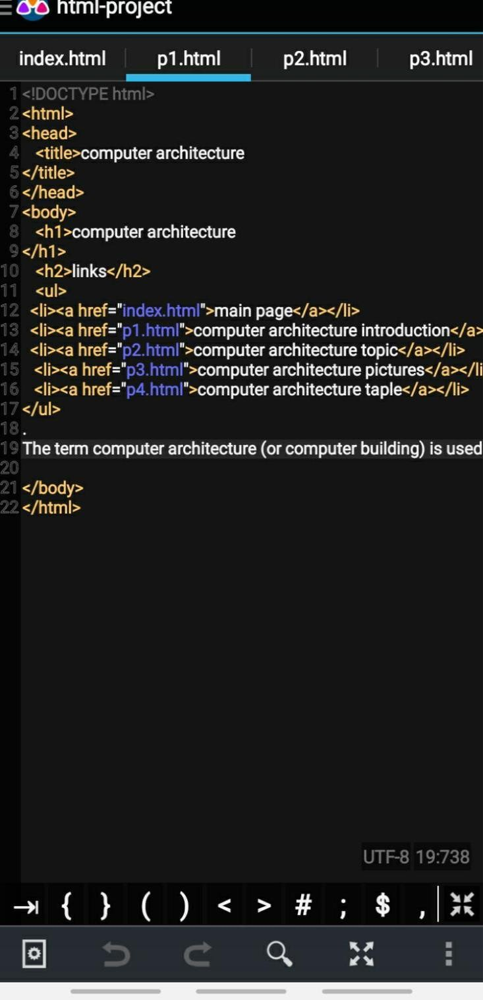 html-project
index.html p1.html p2.html p3.html
1 <!DOCTYPE html>
2 <html>
3 <head>
4 <title>computer architecture
5 </title>
6 </head>
7 <body>
8 <h1>computer architecture
9 </h1>
10 <h2>links</h2>
11 <ul>
12 <li><a href="index.html">main page</a></li>
13 <li><a href="p1.html">computer architecture introduction</a>
14 <li><a href="p2.html">computer architecture topic</a></li>
15 <li><a href="p3.html">computer architecture pictures</a></li
16 <li><a href="p4.html">computer architecture taple</a></li>
17 </ul>
18 .
19 The term computer architecture (or computer building) is used
20
21 </body>
22 </html>
UTF-8 19:738
{ } ( ) < > # ; $ ,